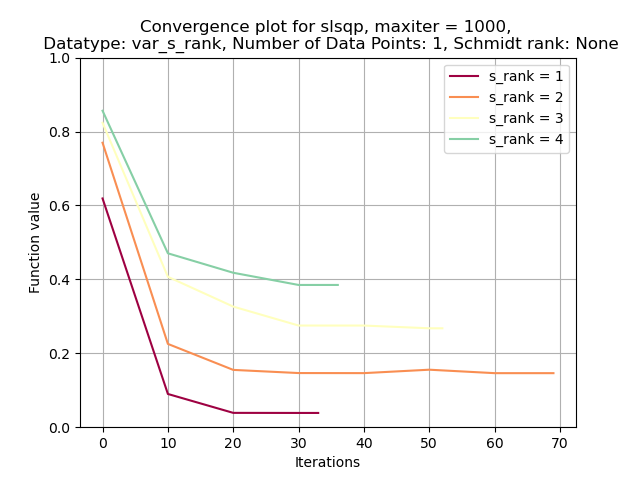 Convergence plot for slsqp, maxiter = 1000,
Datatype: var_s_rank, Number of Data Points: 1, Schmidt rank: None
1.0
0.8
0.6
0.4
0.2
0.0
Function value
s_rank = 1
s_rank = 2
s_rank = 3
s_rank = 4
0 10 20 30 40 50 60 70
Iterations